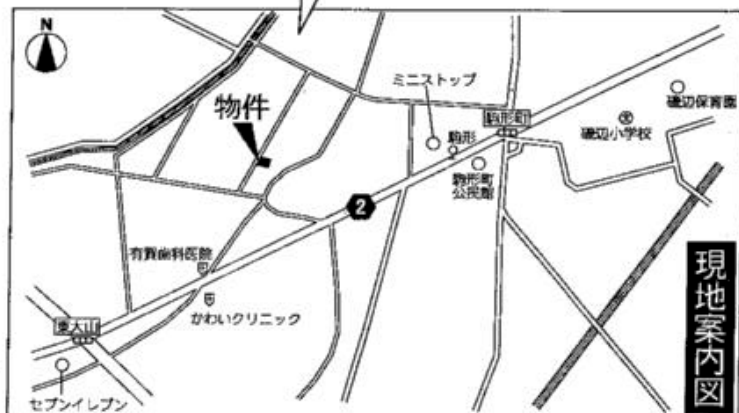 N
ミニストップ
駒形町
磯辺保育園
物件
駒形
磯辺小学校
駒形町
公民館
2
有賀歯科医院
かわいクリニック
東大山
セブンイレブン
現地案内図